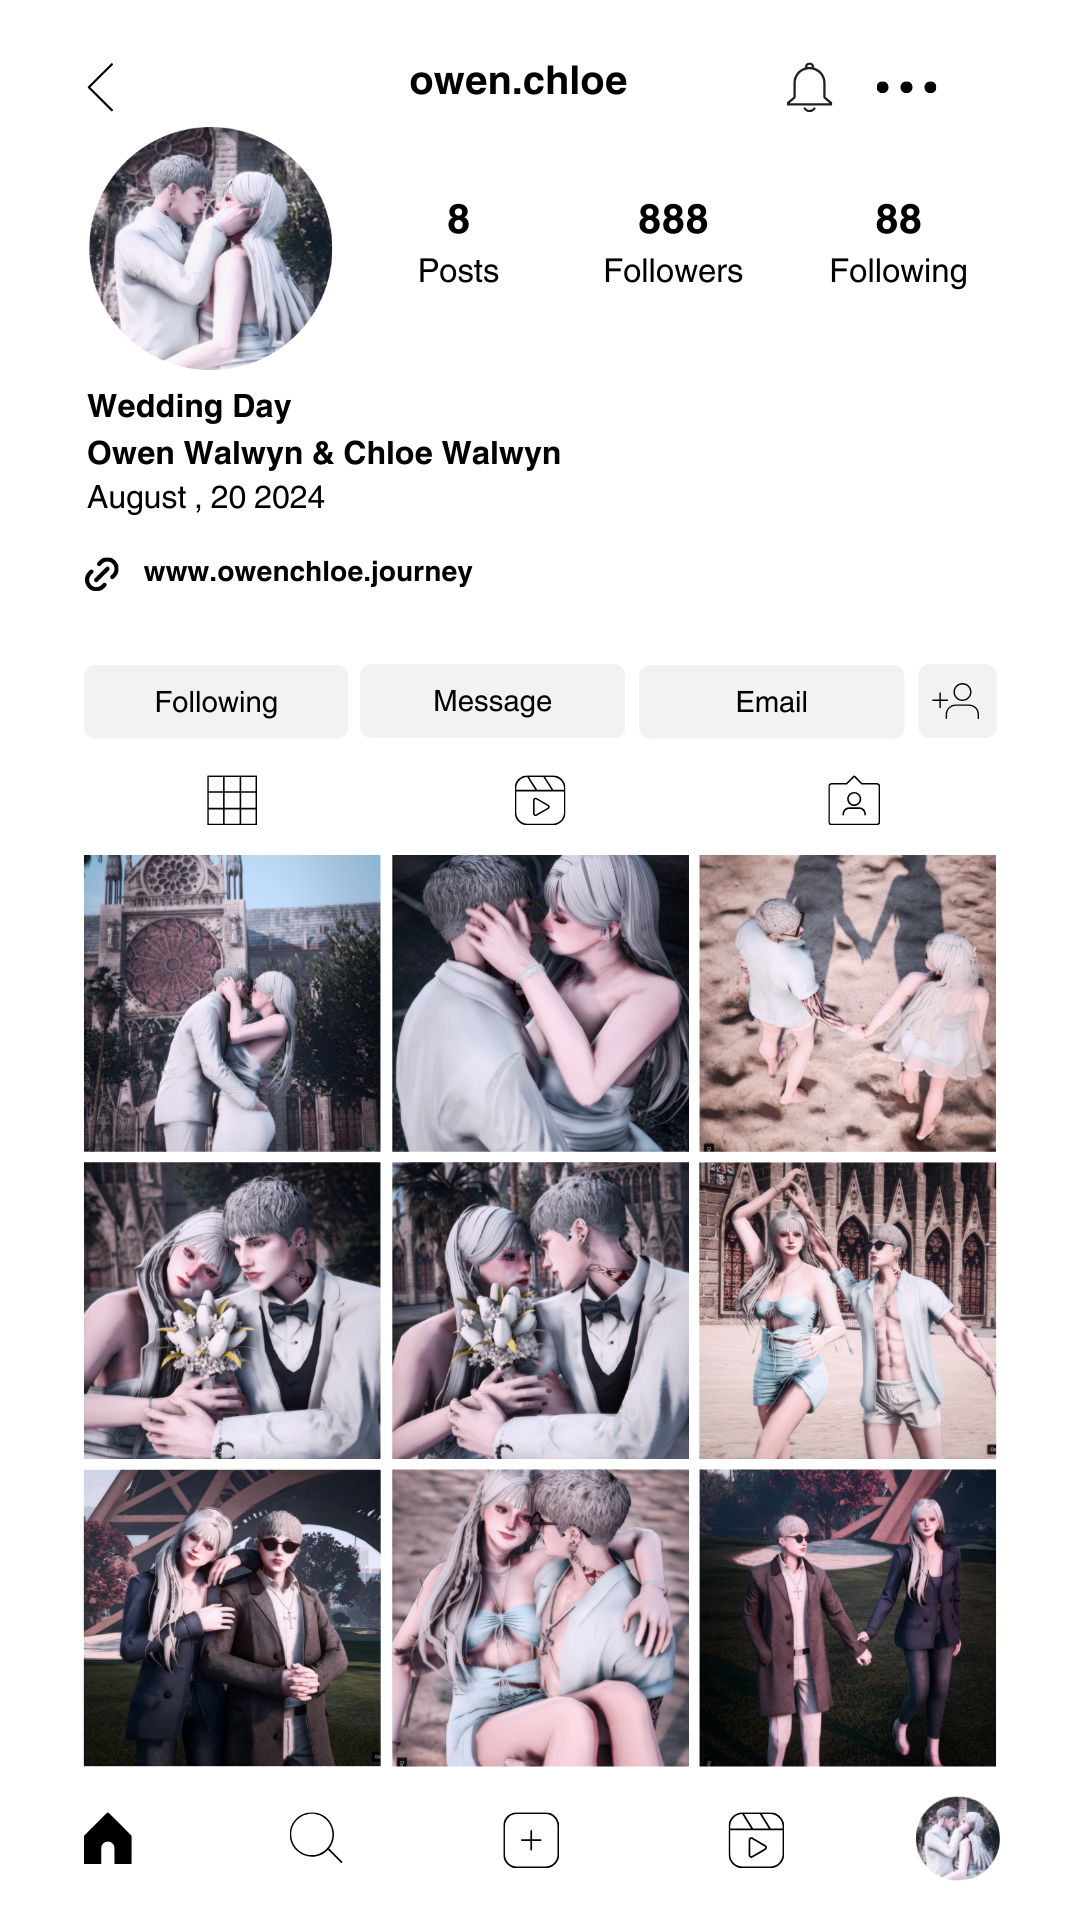 owen.chloe
8 888 88
Posts Followers Following
Wedding Day
Owen Walwyn & Chloe Walwyn
August , 20 2024
www.owenchloe.journey
Following Message Email